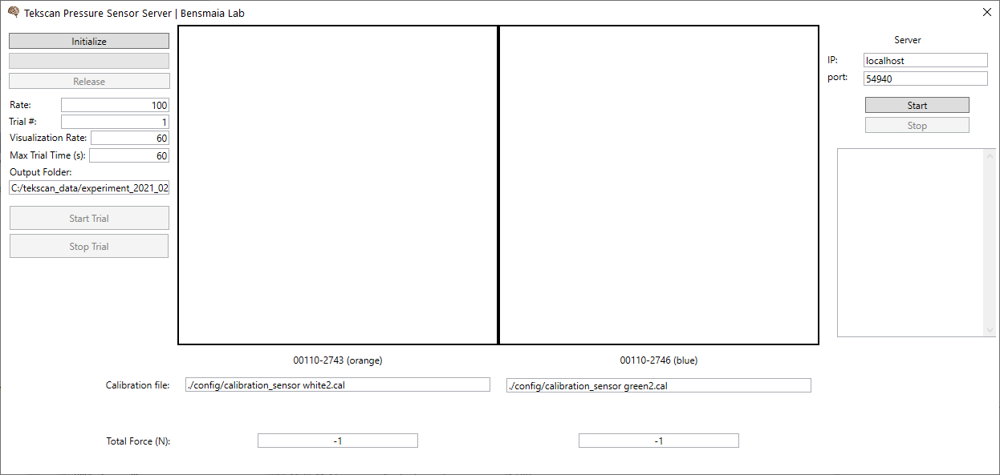 Tekscan Pressure Sensor Server | Bensmaia Lab
Initialize
Release
Rate: 100
Trial #: 1
Visualization Rate: 60
Max Trial Time (s): 60
Output Folder:
C:/tekscan_data/experiment_2021_02
Start Trial
Stop Trial
00110-2743 (orange)
00110-2746 (blue)
Calibration file: ./config/calibration_sensor white2.cal ./config/calibration_sensor green2.cal
Total Force (N): -1 -1
Server
IP: localhost
port: 54940
Start
Stop